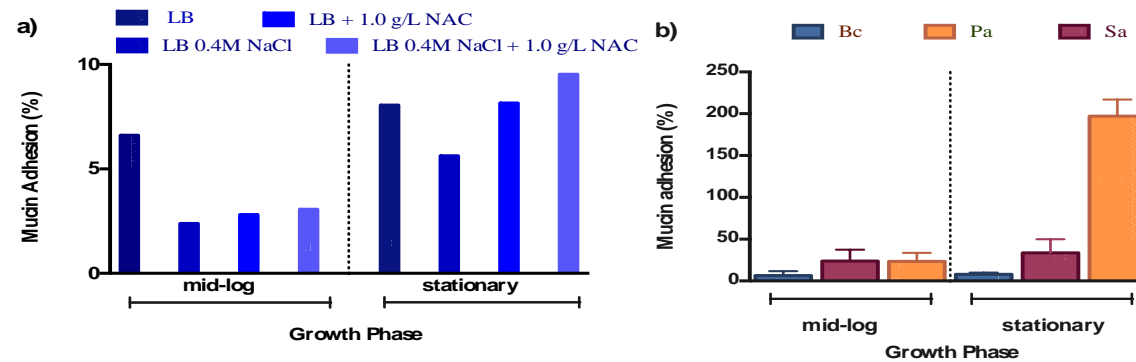 a)
LB
LB + 1.0 g/L NAC
LB 0.4M NaCl
LB 0.4M NaCl + 1.0 g/L NAC
Mucin Adhesion (%)
10
5
0
mid-log
stationary
Growth Phase
b)
Bc
Pa
Sa
Mucin adhesion (%)
250
200
150
100
50
0
mid-log
stationary
Growth Phase